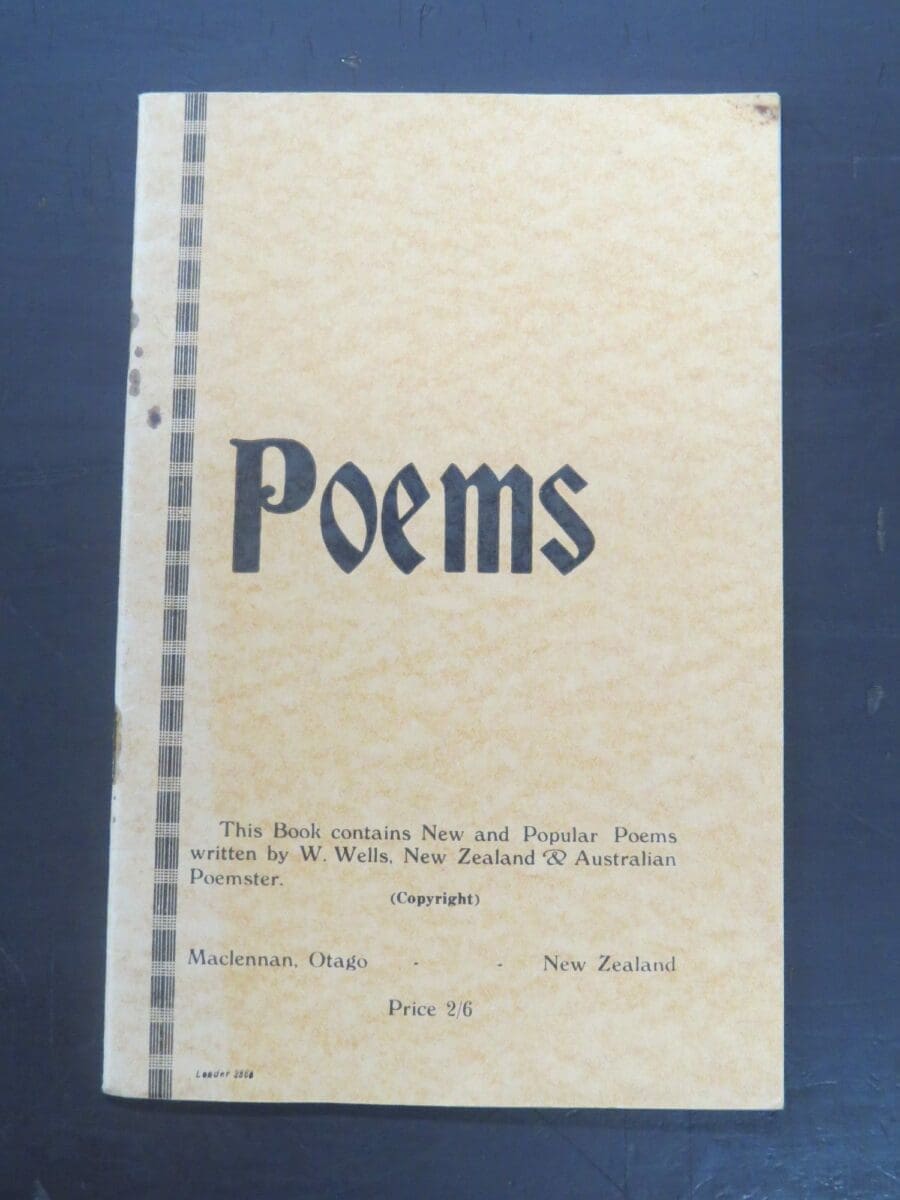 Poems
This Book contains New and Popular Poems
written by W. Wells, New Zealand & Australian
Poemster.
(Copyright)
Maclennan, Otago - - New Zealand
Price 2/6
Leader